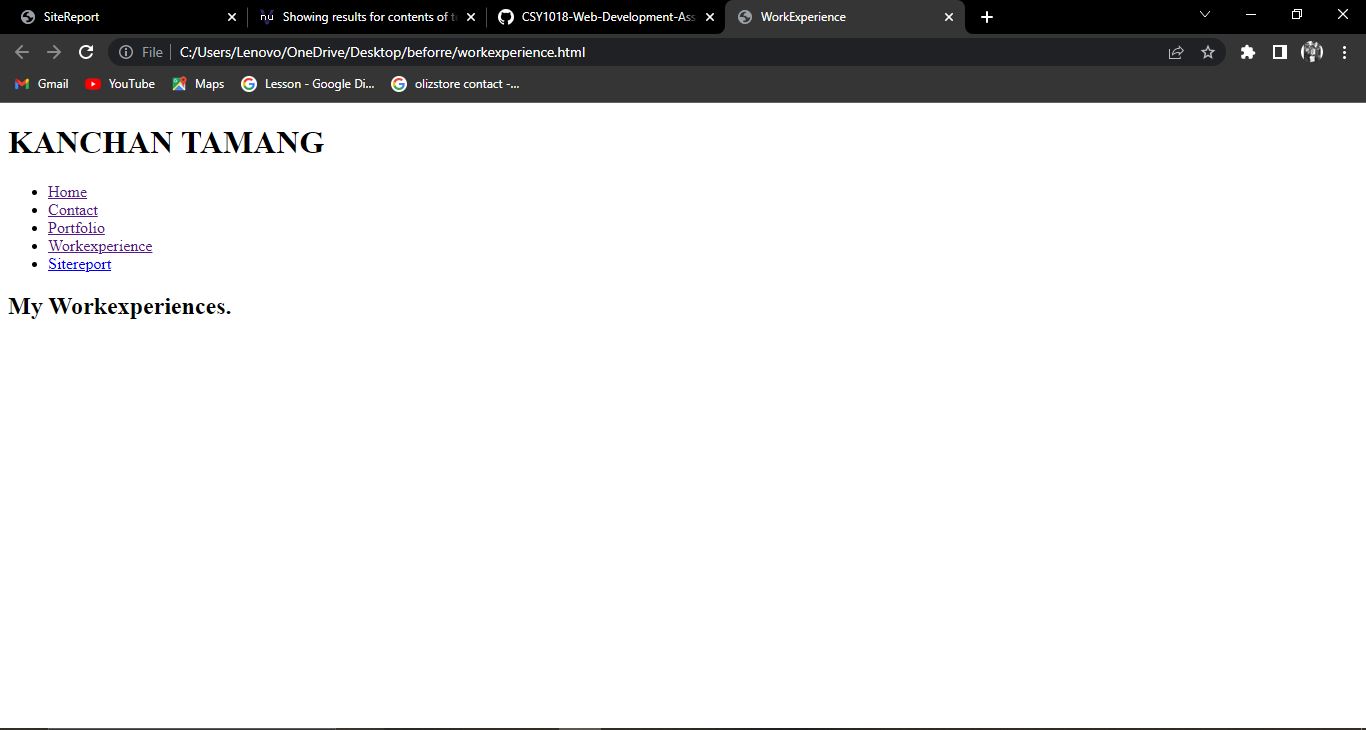 SiteReport
nu Showing results for contents of
CSY1018-Web-Development-Ass
WorkExperience
File C:/Users/Lenovo/OneDrive/Desktop/beforre/workexperience.html
Gmail YouTube Maps Lesson - Google Di... olizstore contact -...
KANCHAN TAMANG
Home
Contact
Portfolio
Workexperience
Sitereport
My Workexperiences.